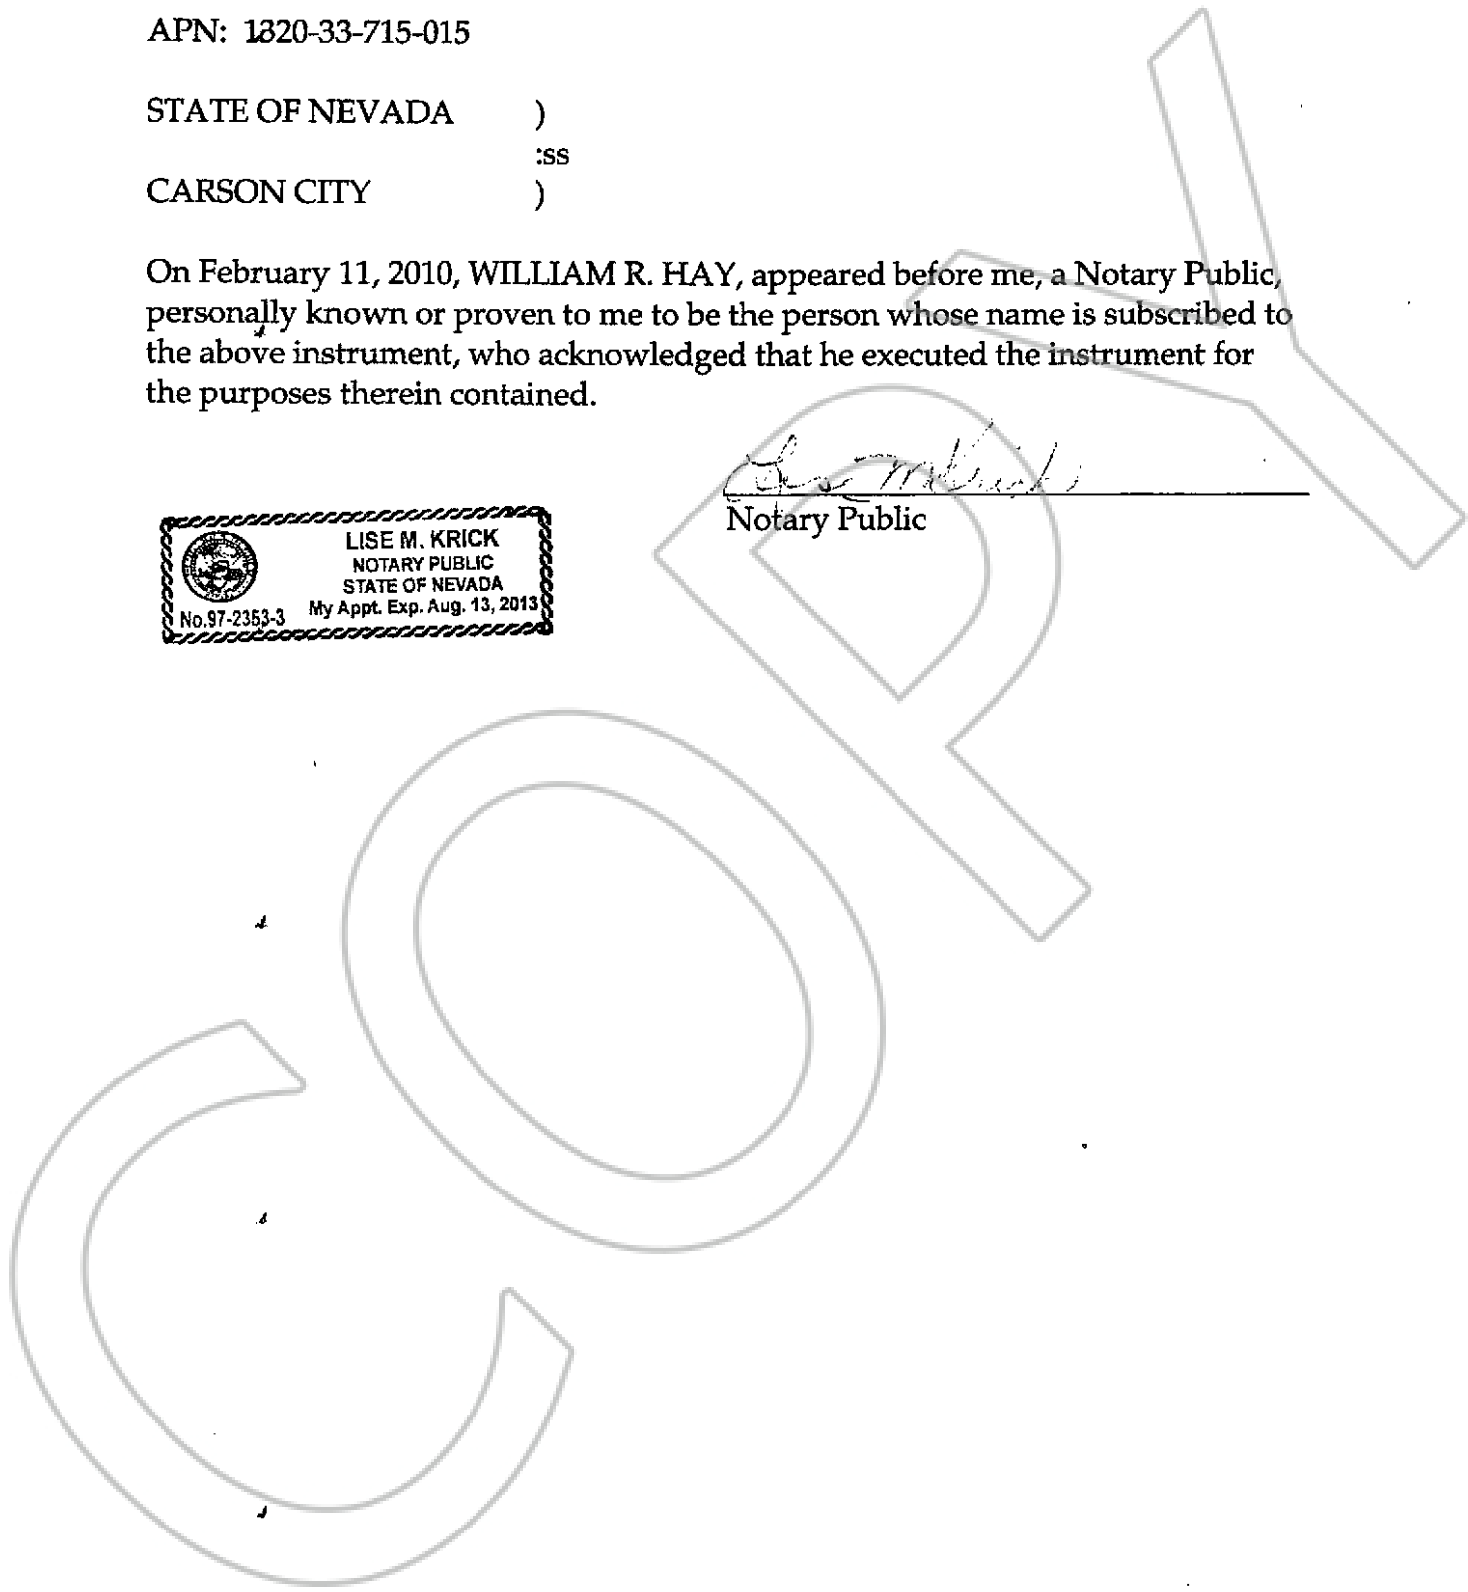 APN: 1320-33-715-015
STATE OF NEVADA )
:ss
CARSON CITY )
On February 11, 2010, WILLIAM R. HAY, appeared before me, a Notary Public,
personally known or proven to me to be the person whose name is subscribed to
the above instrument, who acknowledged that he executed the instrument for
the purposes therein contained.
Lise M Krick
Notary Public
LISE M. KRICK
NOTARY PUBLIC
STATE OF NEVADA
No.97-2353-3 My Appt. Exp. Aug. 13, 2013
COPY